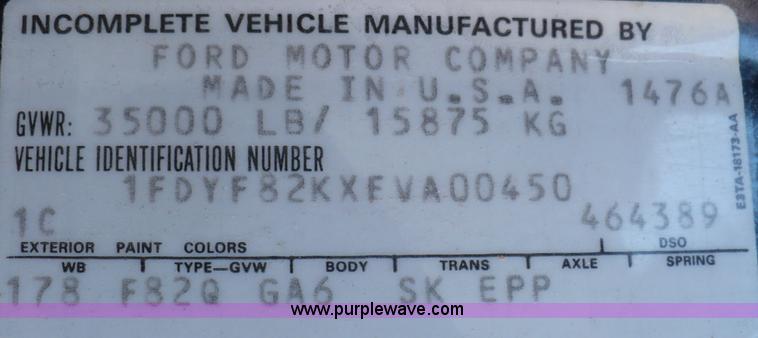 INCOMPLETE VEHICLE MANUFACTURED BY
FORD MOTOR COMPANY
MADE IN U.S.A. 1476A
GVWR: 35000 LB/ 15875 KG
VEHICLE IDENTIFICATION NUMBER
1FDYF82KXFVA00450
1C 464389
EXTERIOR PAINT COLORS DSO
WB TYPE—GVW BODY TRANS AXLE SPRING
178 F82Q GA6 SK EPP
E3TA-18173-AA
www.purplewave.com